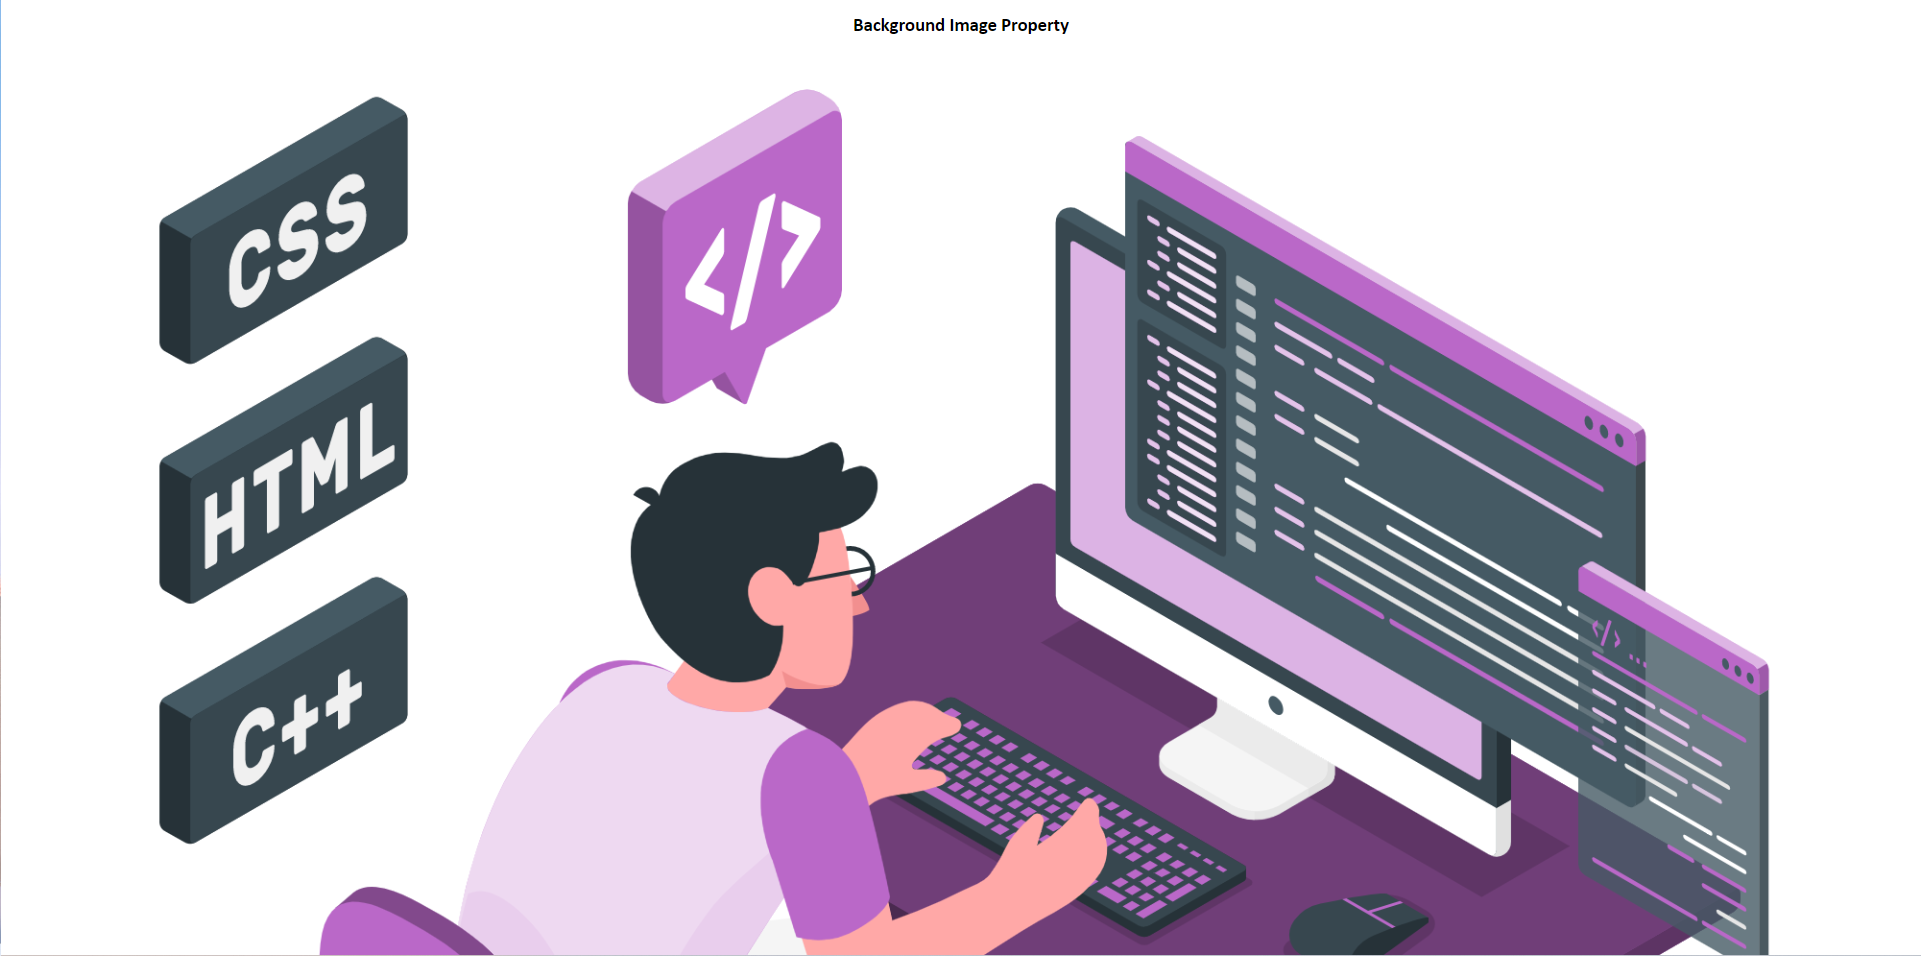 Background Image Property
CSS
</>
HTML
C++
</> ...